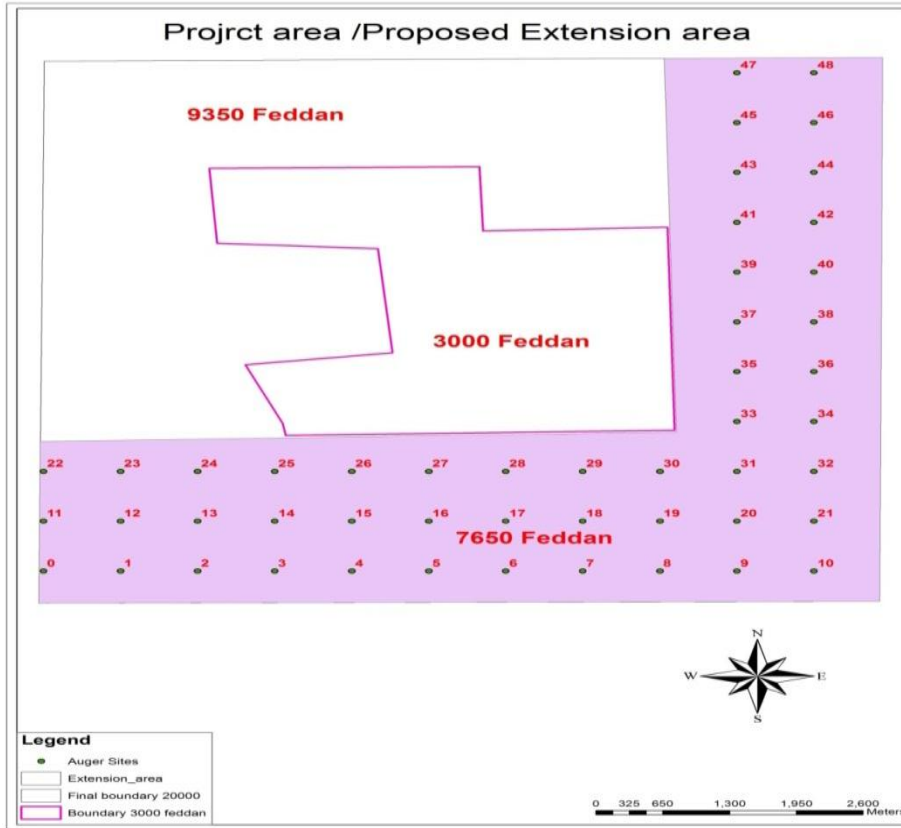 Projrct area /Proposed Extension area
47 48
9350 Feddan
45 46
43 44
41 42
39 40
37 38
3000 Feddan
35 36
33 34
22 23 24 25 26 27 28 29 30 31 32
11 12 13 14 15 16 17 18 19 20 21
7650 Feddan
0 1 2 3 4 5 6 7 8 9 10
N
W E
S
Legend
Auger Sites
Extension_area
Final boundary 20000
Boundary 3000 feddan
0 325 650 1,300 1,950 2,600
Meters